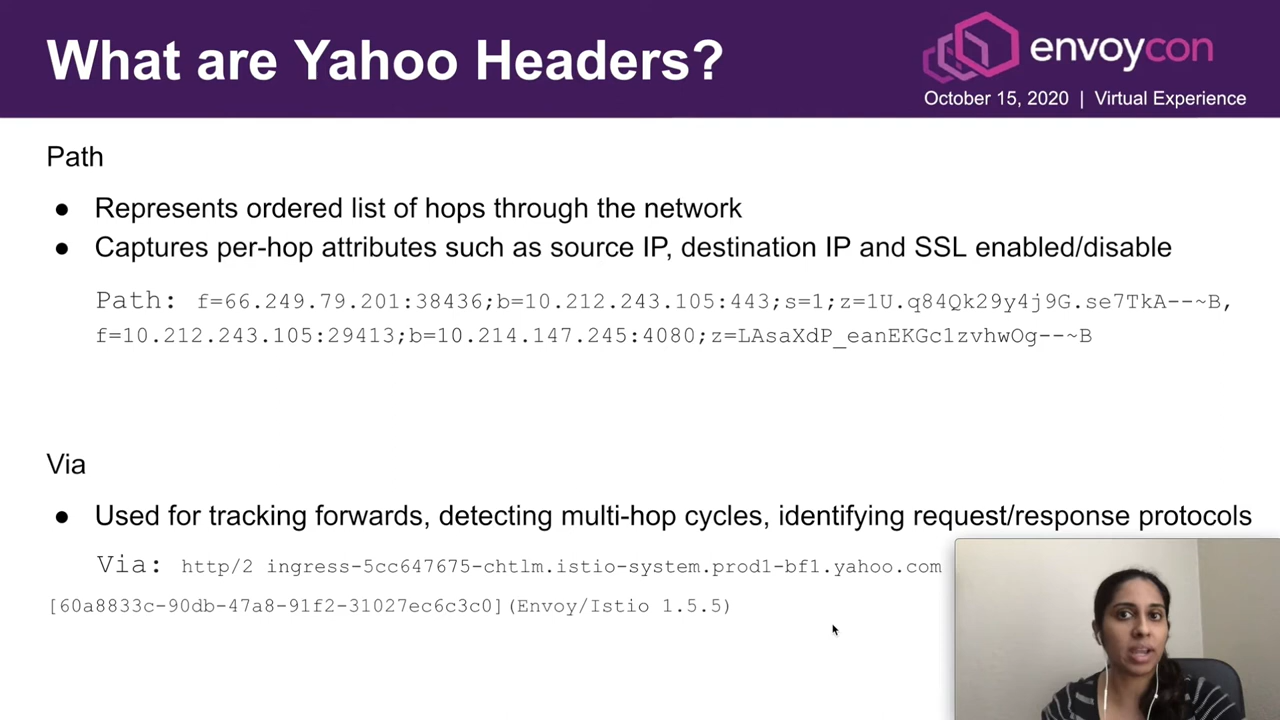 What are Yahoo Headers?
envoycon
October 15, 2020 | Virtual Experience
Path
● Represents ordered list of hops through the network
● Captures per-hop attributes such as source IP, destination IP and SSL enabled/disable
Path: f=66.249.79.201:38436;b=10.212.243.105:443;s=1;z=1U.q84Qk29y4j9G.se7TkA--~B,
f=10.212.243.105:29413;b=10.214.147.245:4080;z=LAsaXdP_eanEKGc1zvhwOg--~B
Via
● Used for tracking forwards, detecting multi-hop cycles, identifying request/response protocols
Via: http/2 ingress-5cc647675-chtlm.istio-system.prod1-bf1.yahoo.com
[60a8833c-90db-47a8-91f2-31027ec6c3c0](Envoy/Istio 1.5.5)